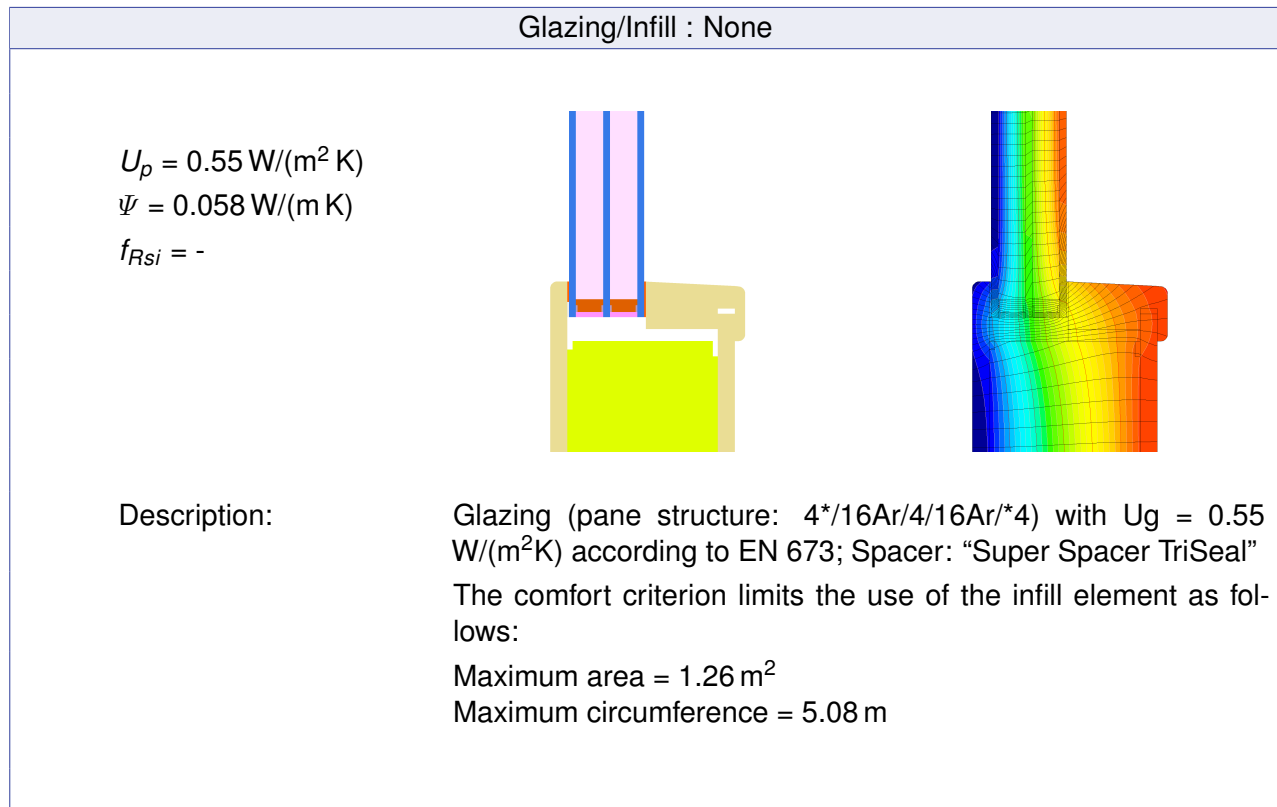 Glazing/Infill : None
U_p = 0.55 W/(m² K)
Ψ = 0.058 W/(m K)
f_Rsi = -
Description:
Glazing (pane structure: 4*/16Ar/4/16Ar/*4) with Ug = 0.55
W/(m²K) according to EN 673; Spacer: “Super Spacer TriSeal”
The comfort criterion limits the use of the infill element as fol-
lows:
Maximum area = 1.26 m²
Maximum circumference = 5.08 m